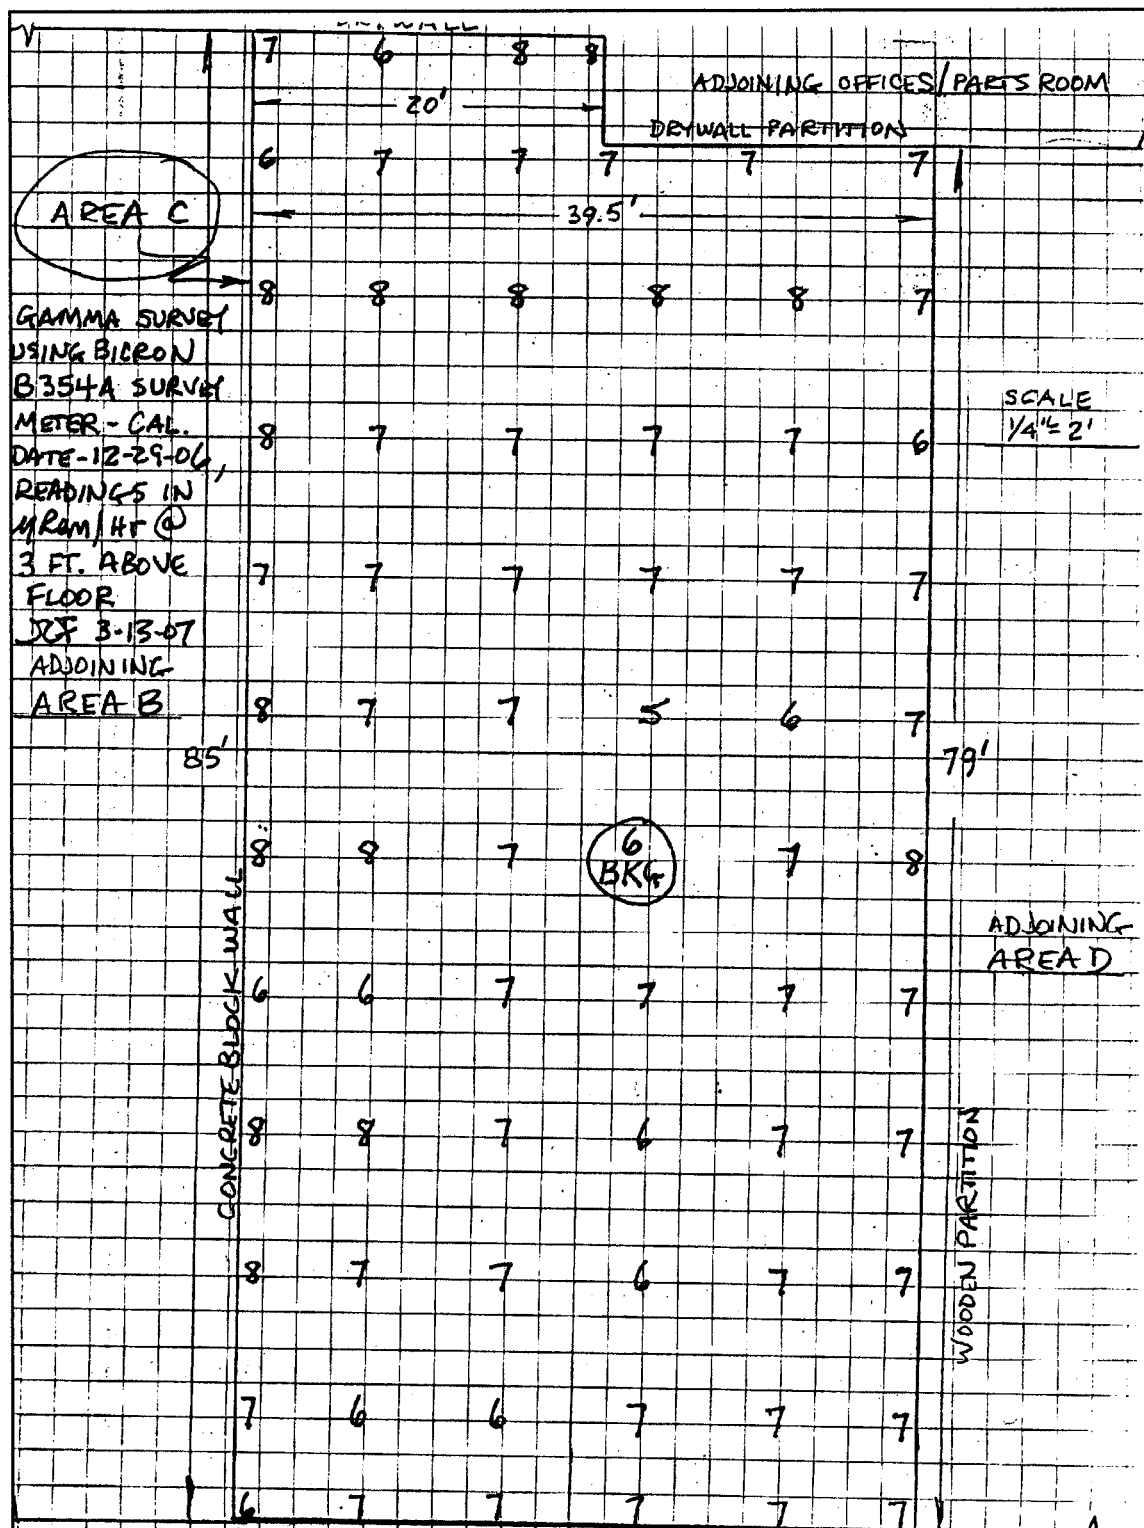 DRYWALL
7 6 8 8
ADJOINING OFFICES/PARTS ROOM
20'
DRYWALL PARTITION
6 7 7 7 7 7
AREA C
39.5'
8 8 8 8 8 7
GAMMA SURVEY
USING BICRON
B354A SURVEY
METER - CAL.
DATE-12-29-06,
READINGS IN
μRem/Hr @
3 FT. ABOVE
FLOOR
3-13-07
ADJOINING
AREA B
SCALE
1/4"=2'
8 7 7 7 7 6
7 7 7 7 7 7
8 7 7 5 6 7
85'
79'
8 8 7 6 7 8
BKG
ADJOINING
AREA D
6 6 7 7 7 7
CONCRETE BLOCK WALL
8 8 7 6 7 7
WOODEN PARTITION
8 7 7 6 7 7
7 6 6 7 7 7
6 7 7 7 7 7